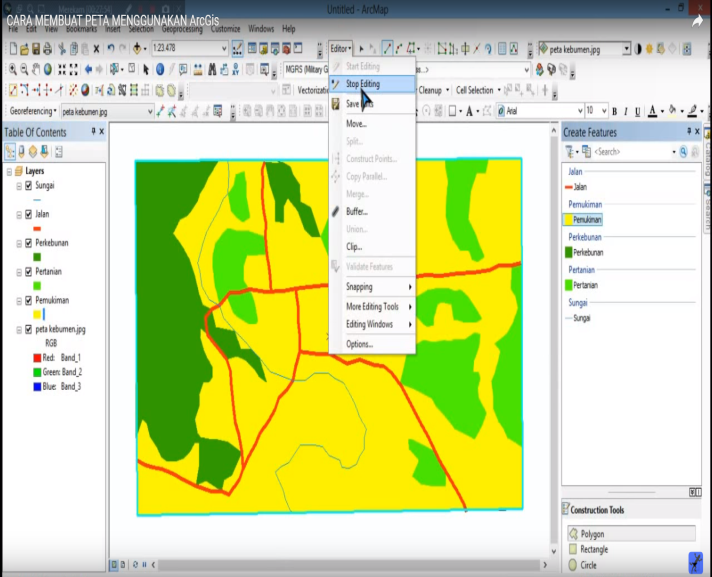 Untitled - ArcMap
CARA MEMBUAT PETA MENGGUNAKAN ArcGis
File Edit View Bookmarks Insert Selection Geoprocessing Customize Windows Help
1:23.478
Editor
peta kebumen.jpg
MGRS (Military G
Cleanup
Cell Selection
Georeferencing
peta kebumen.jpg
A
Arial
10
B I U A
Start Editing
Stop Editing
Move...
Split...
Construct Points...
Copy Parallel...
Merge...
Buffer...
Union...
Clip...
Validate Features
Snapping
More Editing Tools
Editing Windows
Options...
Table Of Contents
Layers
Sungai
Jalan
Perkebunan
Pertanian
Pemukiman
peta kebumen.jpg
RGB
Red: Band_1
Green: Band_2
Blue: Band_3
Create Features
<Search>
Jalan
Jalan
Pemukiman
Pemukiman
Perkebunan
Perkebunan
Pertanian
Pertanian
Sungai
Sungai
Construction Tools
Polygon
Rectangle
Circle
Catalog
Search